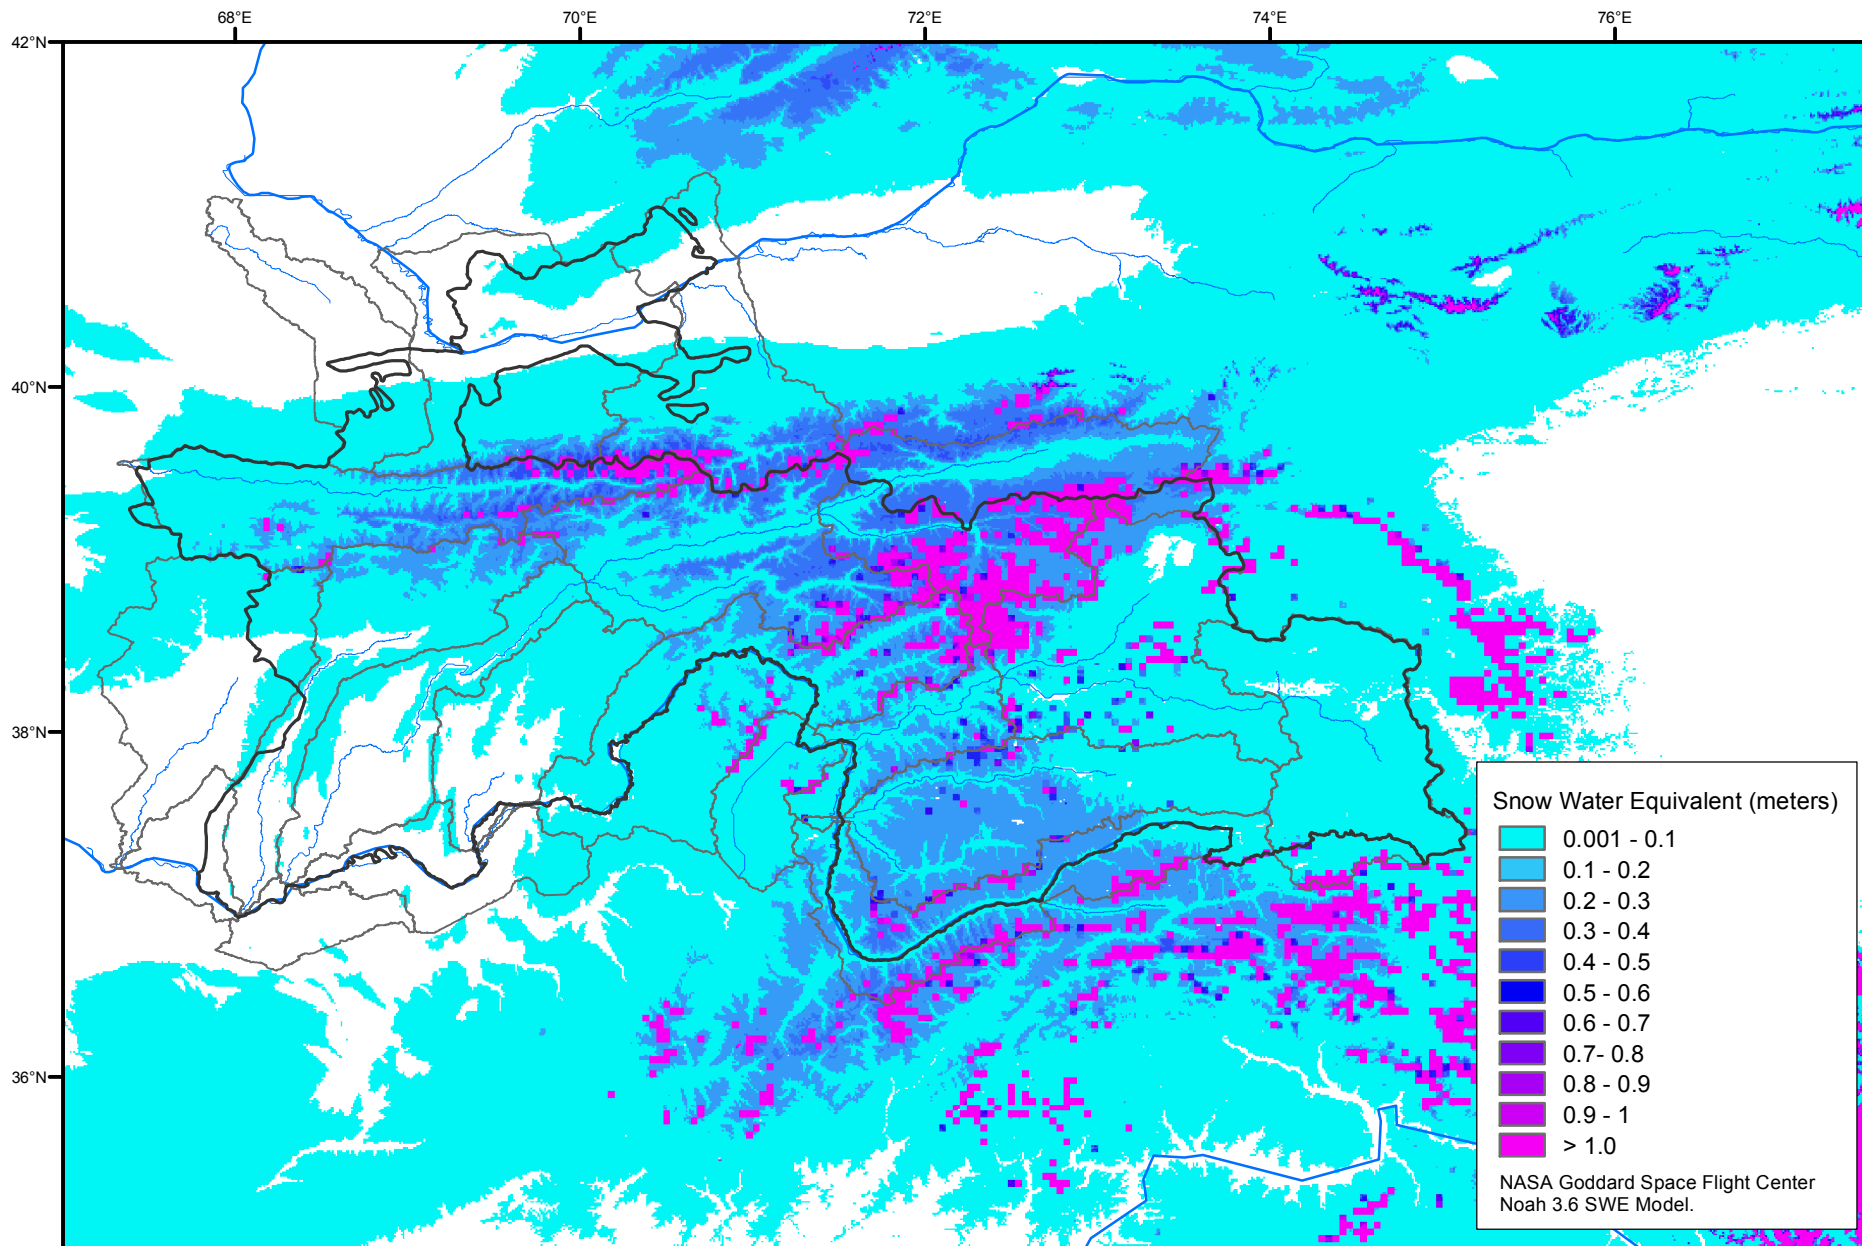 68°E 70°E 72°E 74°E 76°E
42°N
40°N
38°N
36°N
Snow Water Equivalent (meters)
0.001 - 0.1
0.1 - 0.2
0.2 - 0.3
0.3 - 0.4
0.4 - 0.5
0.5 - 0.6
0.6 - 0.7
0.7- 0.8
0.8 - 0.9
0.9 - 1
> 1.0
NASA Goddard Space Flight Center
Noah 3.6 SWE Model.